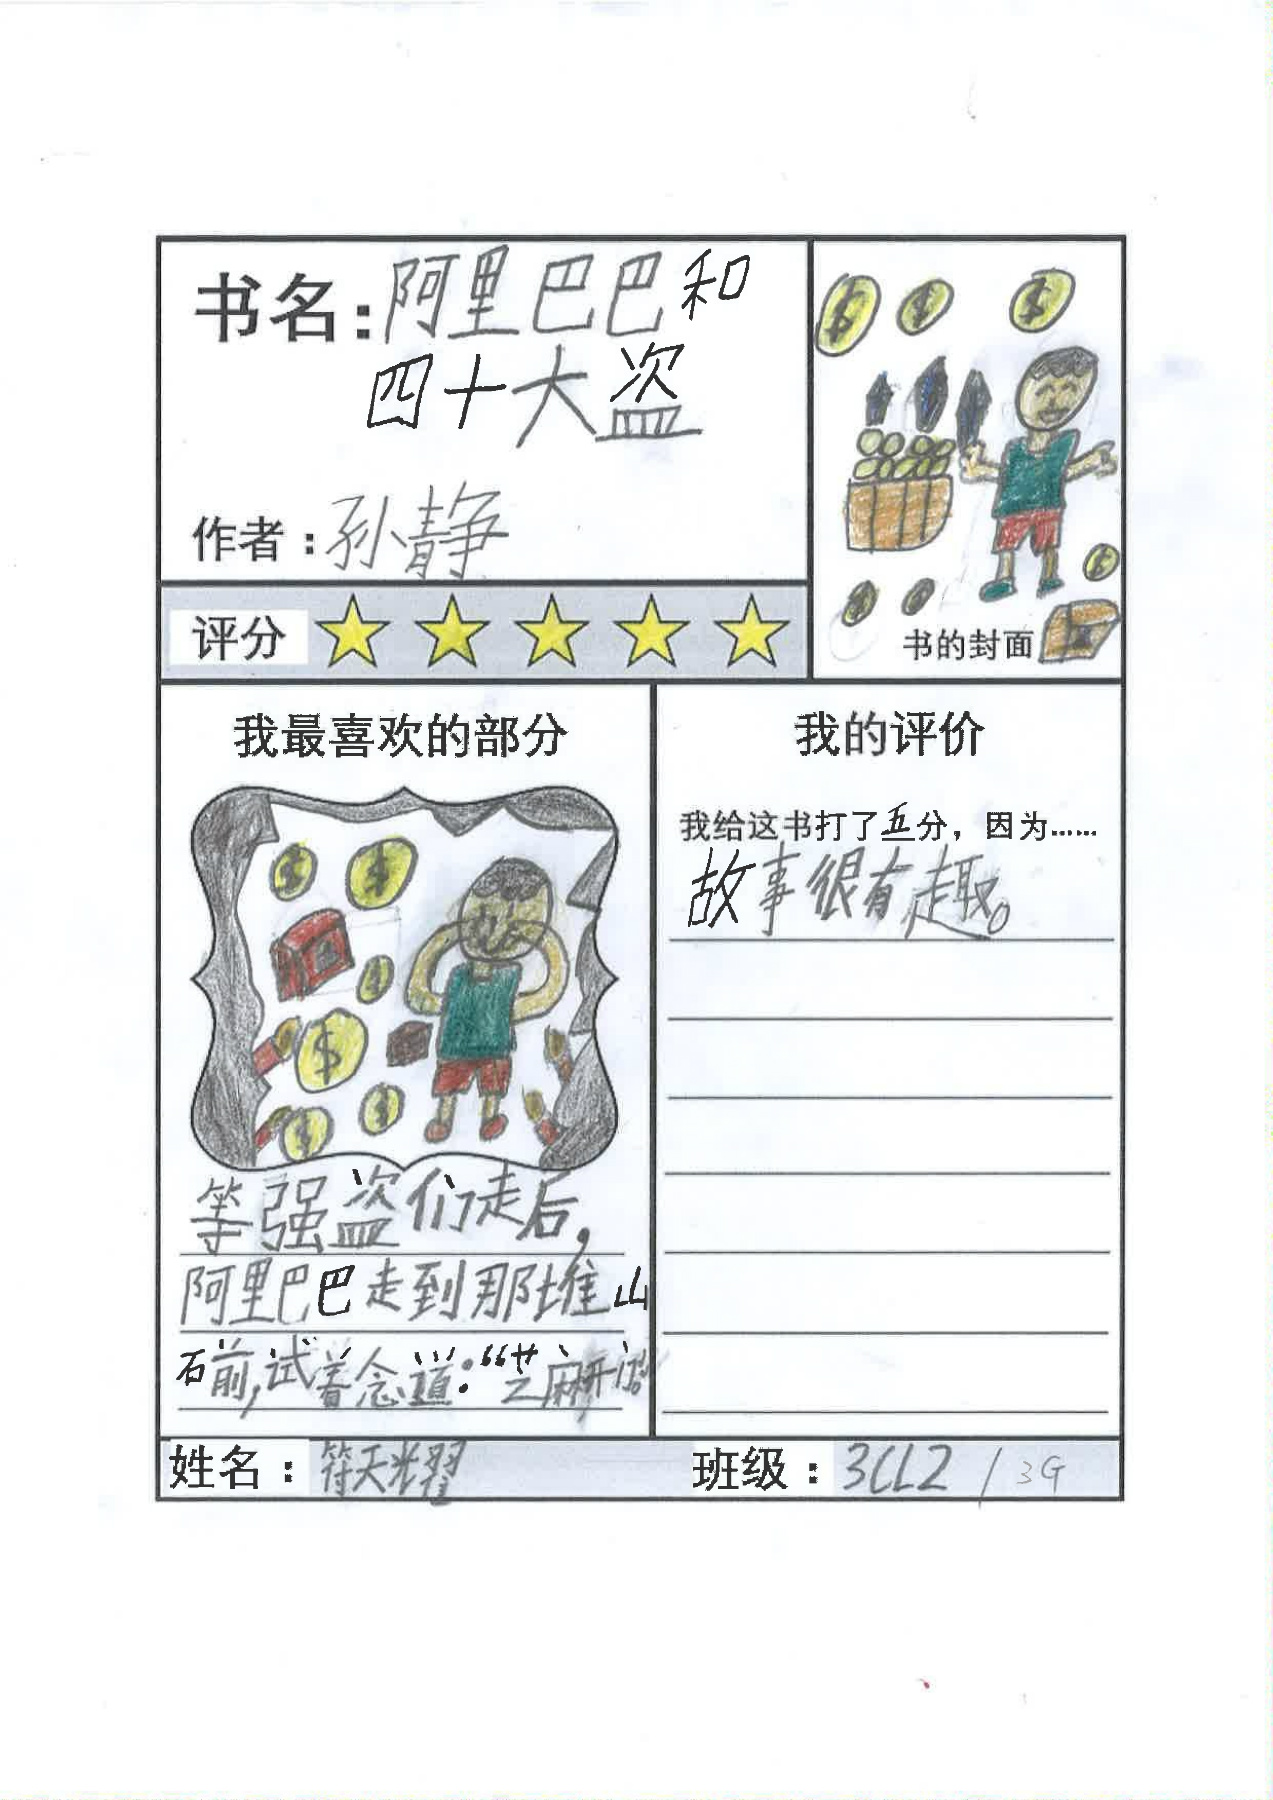 书名：阿里巴巴和
四十大盗
作者：孙静
评分
书的封面
我最喜欢的部分
等强盗们走后，
阿里巴巴走到那堆山
石前，试着念道：“芝麻开门
我的评价
我给这书打了五分，因为……
故事很有趣。
姓名：符天耀
班级：3CL2 / 3G
$
$
$
$
$
$
$
$
$